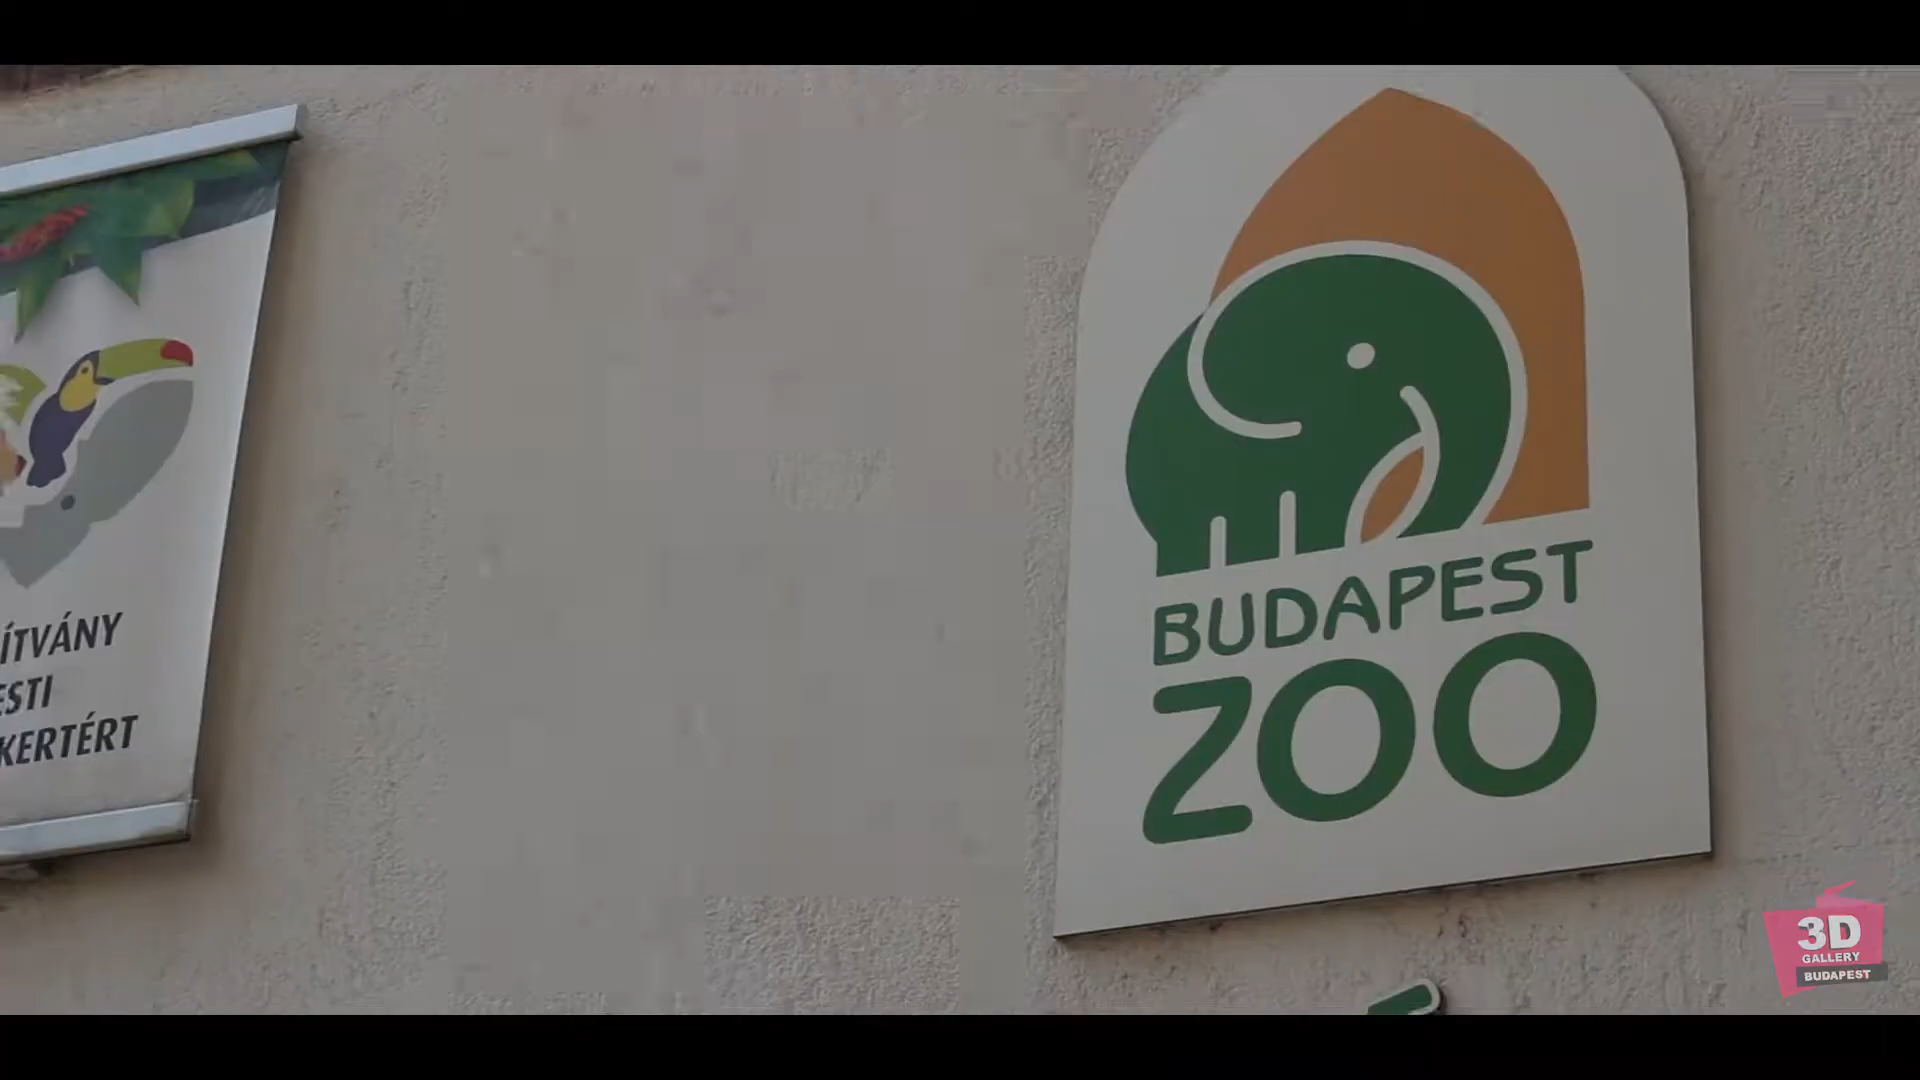 ÍTVÁNY
ESTI
KERTÉRT
BUDAPEST
ZOO
3D
GALLERY
BUDAPEST